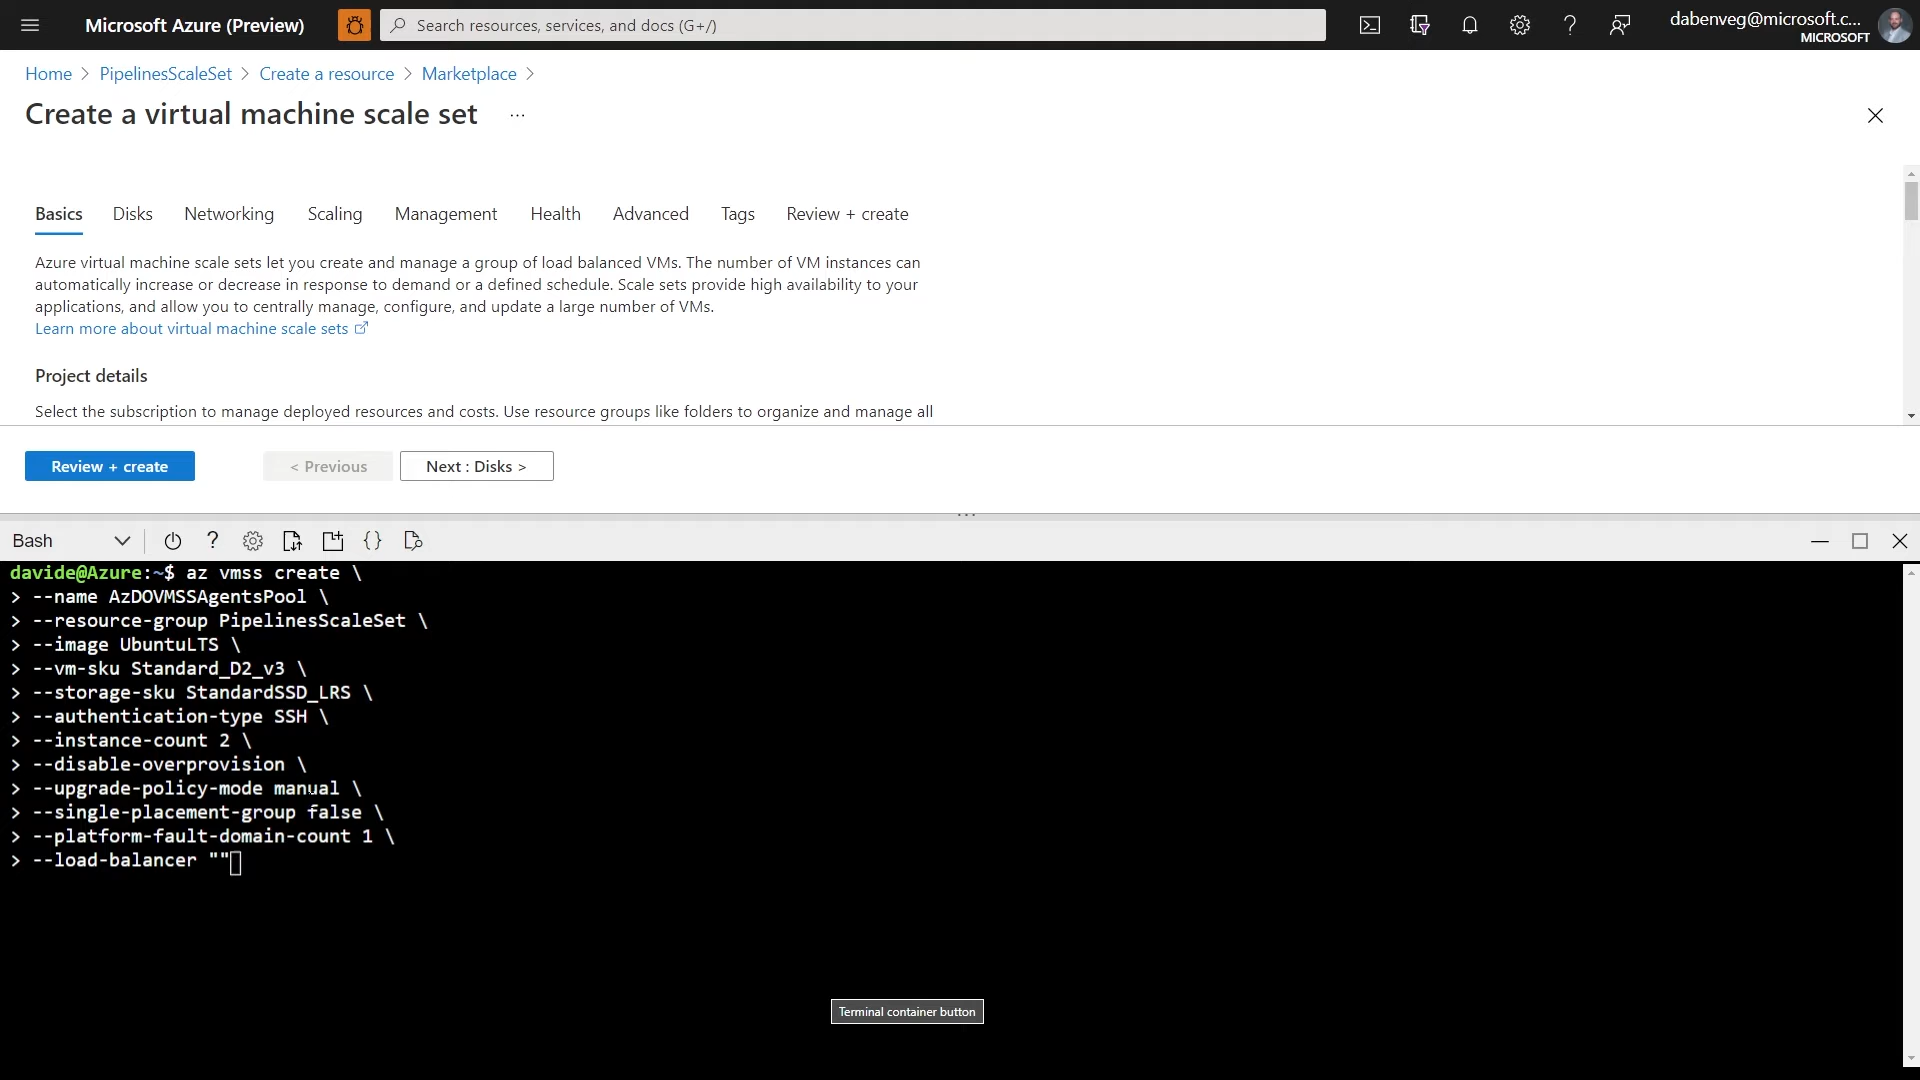 Microsoft Azure (Preview)
Search resources, services, and docs (G+/)
dabenveg@microsoft.c...
MICROSOFT
Home > PipelinesScaleSet > Create a resource > Marketplace >
Create a virtual machine scale set ...
Basics Disks Networking Scaling Management Health Advanced Tags Review + create
Azure virtual machine scale sets let you create and manage a group of load balanced VMs. The number of VM instances can
automatically increase or decrease in response to demand or a defined schedule. Scale sets provide high availability to your
applications, and allow you to centrally manage, configure, and update a large number of VMs.
Learn more about virtual machine scale sets
Project details
Select the subscription to manage deployed resources and costs. Use resource groups like folders to organize and manage all
Review + create < Previous Next : Disks >
Bash
davide@Azure:~$ az vmss create \
> --name AzDOVMSSAgentsPool \
> --resource-group PipelinesScaleSet \
> --image UbuntuLTS \
> --vm-sku Standard_D2_v3 \
> --storage-sku StandardSSD_LRS \
> --authentication-type SSH \
> --instance-count 2 \
> --disable-overprovision \
> --upgrade-policy-mode manual \
> --single-placement-group false \
> --platform-fault-domain-count 1 \
> --load-balancer ""
Terminal container button